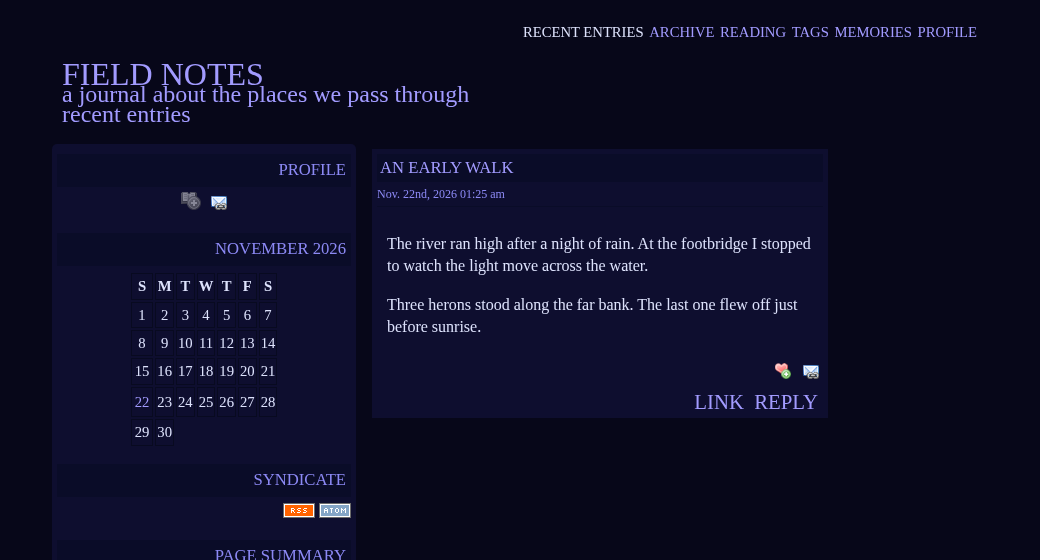 RECENT ENTRIES ARCHIVE READING TAGS MEMORIES PROFILE
FIELD NOTES
a journal about the places we pass through
recent entries
PROFILE
NOVEMBER 2026
S M T W T F S
1 2 3 4 5 6 7
8 9 10 11 12 13 14
15 16 17 18 19 20 21
22 23 24 25 26 27 28
29 30
SYNDICATE
RSS ATOM
PAGE SUMMARY
AN EARLY WALK
Nov. 22nd, 2026 01:25 am
The river ran high after a night of rain. At the footbridge I stopped
to watch the light move across the water.
Three herons stood along the far bank. The last one flew off just
before sunrise.
LINK REPLY